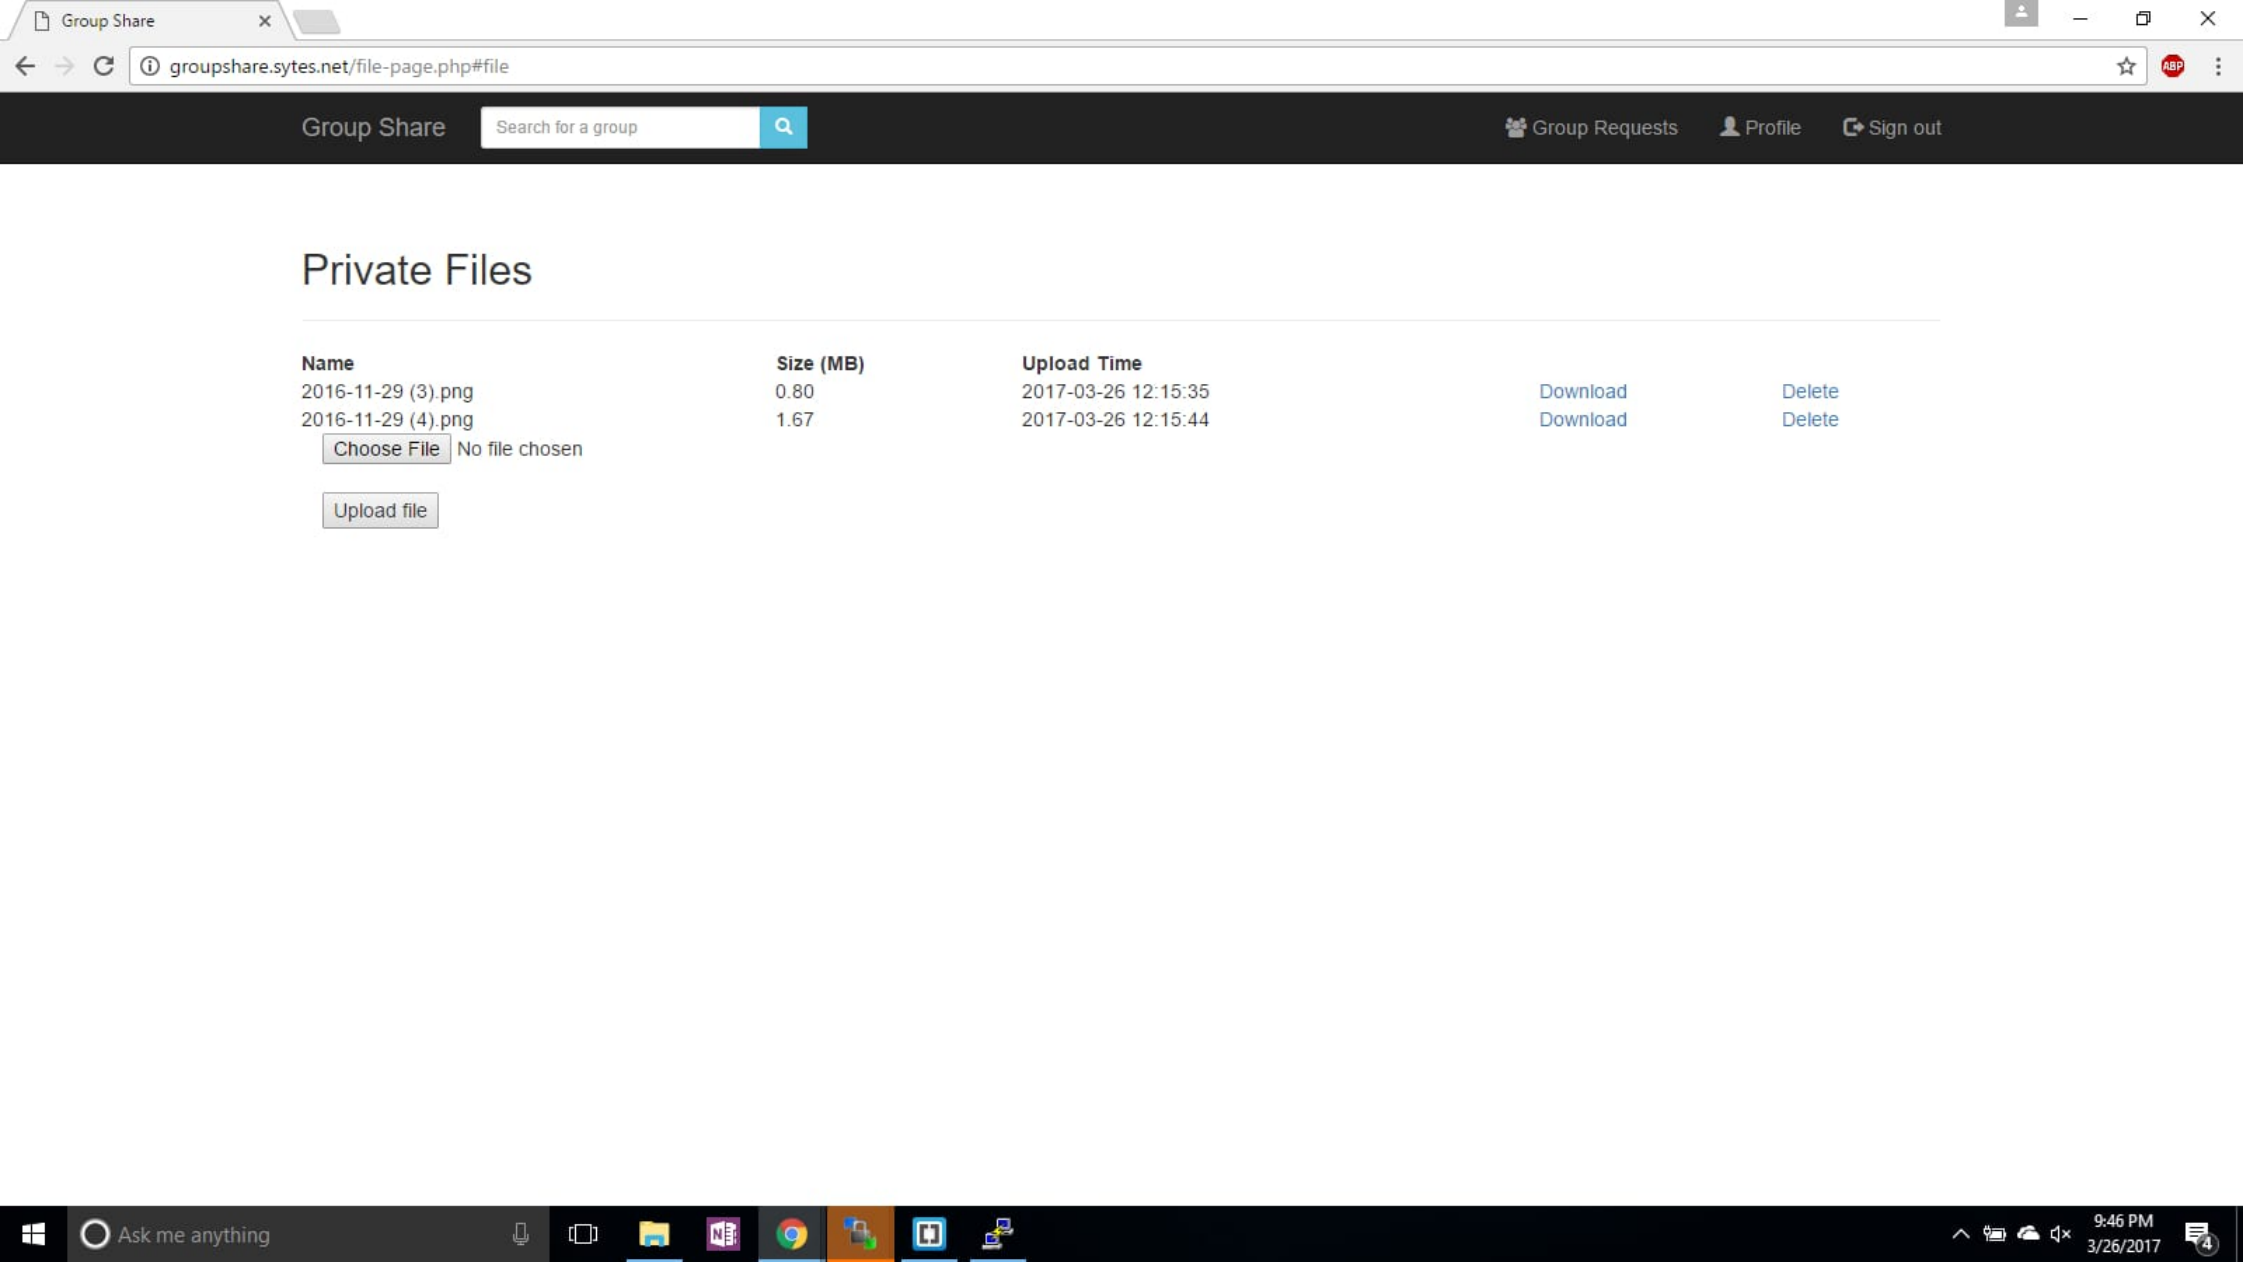 Group Share
groupshare.sytes.net/file-page.php#file
ABP
Group Share Search for a group Group Requests Profile Sign out
Private Files
Name Size (MB) Upload Time
2016-11-29 (3).png 0.80 2017-03-26 12:15:35 Download Delete
2016-11-29 (4).png 1.67 2017-03-26 12:15:44 Download Delete
Choose File No file chosen
Upload file
Ask me anything
N
9:46 PM
3/26/2017
4